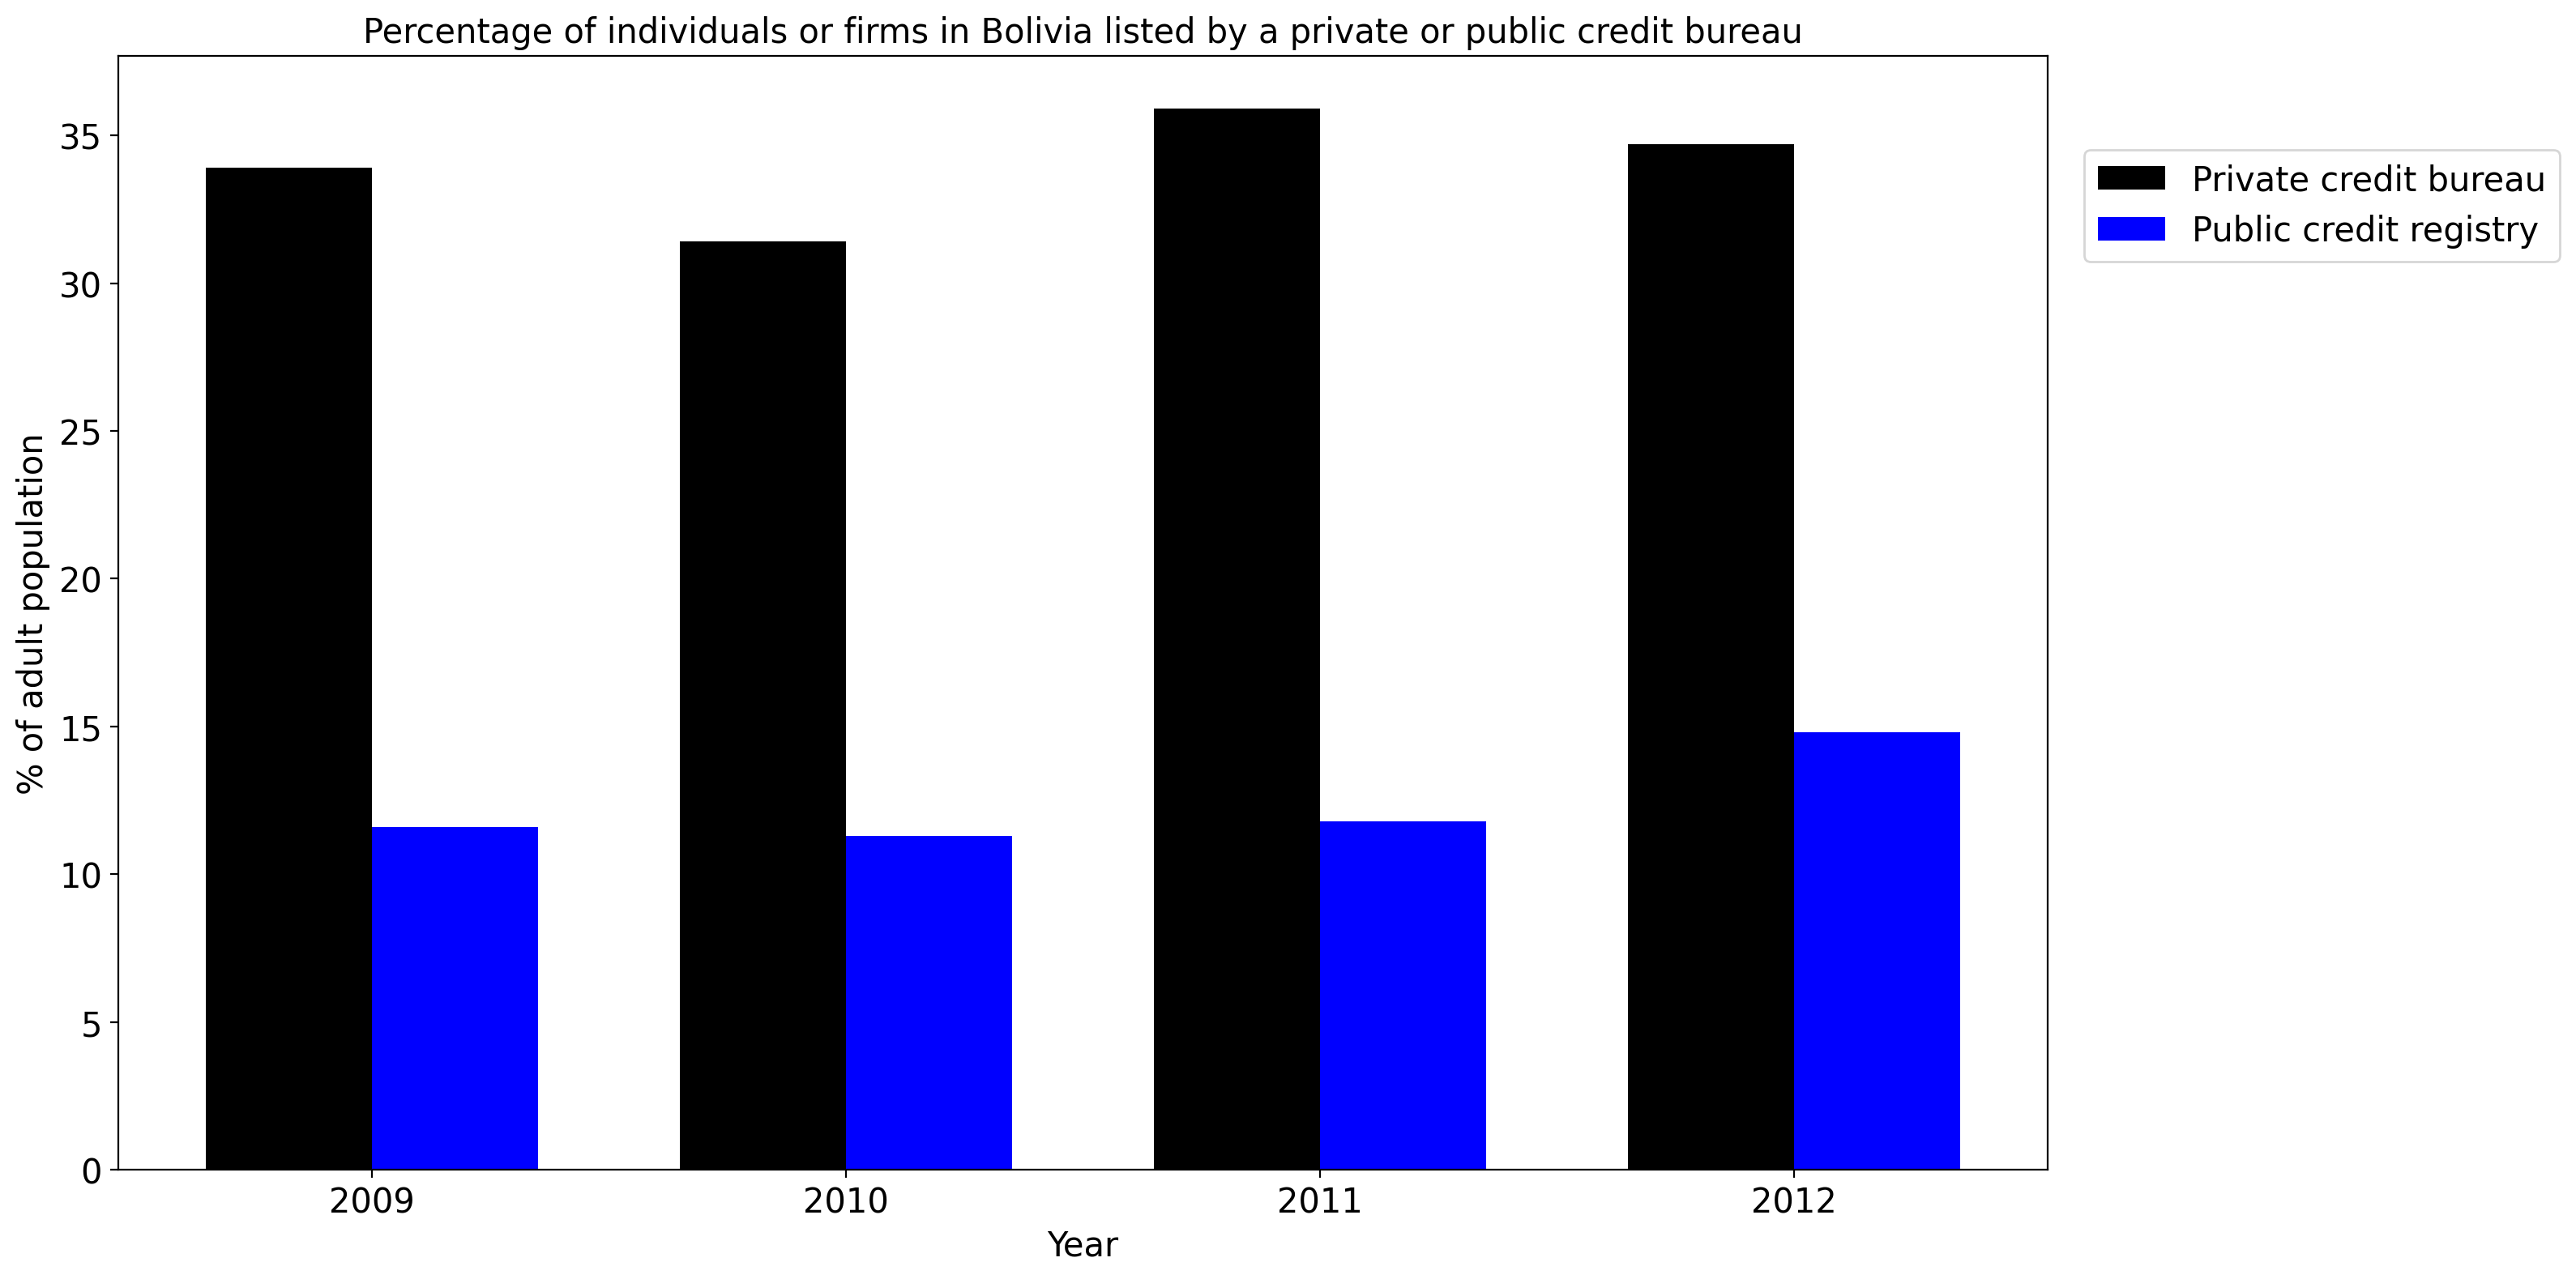 Percentage of individuals or firms in Bolivia listed by a private or public credit bureau
% of adult population
35
30
25
20
15
10
5
0
2009
2010
2011
2012
Year
Private credit bureau
Public credit registry